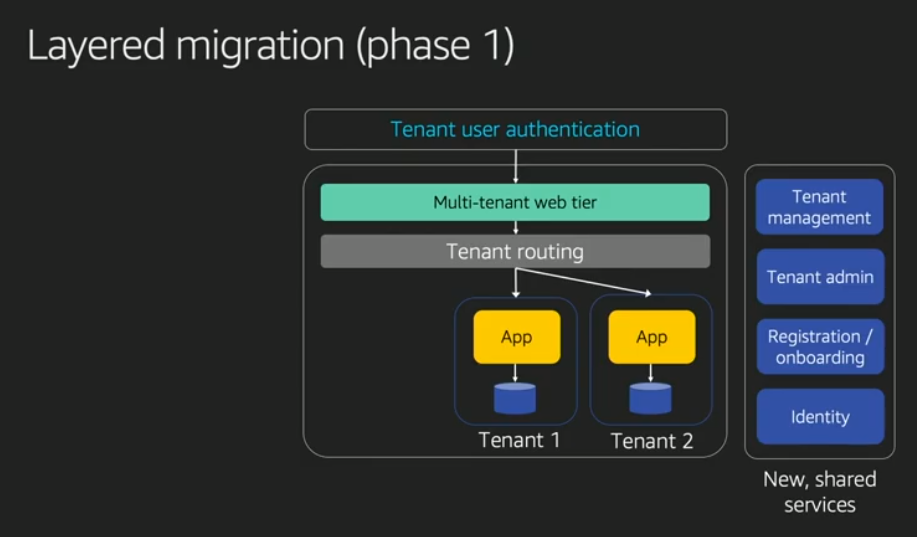 Layered migration (phase 1)
Tenant user authentication
Multi-tenant web tier
Tenant routing
App
App
Tenant 1
Tenant 2
Tenant
management
Tenant admin
Registration /
onboarding
Identity
New, shared
services